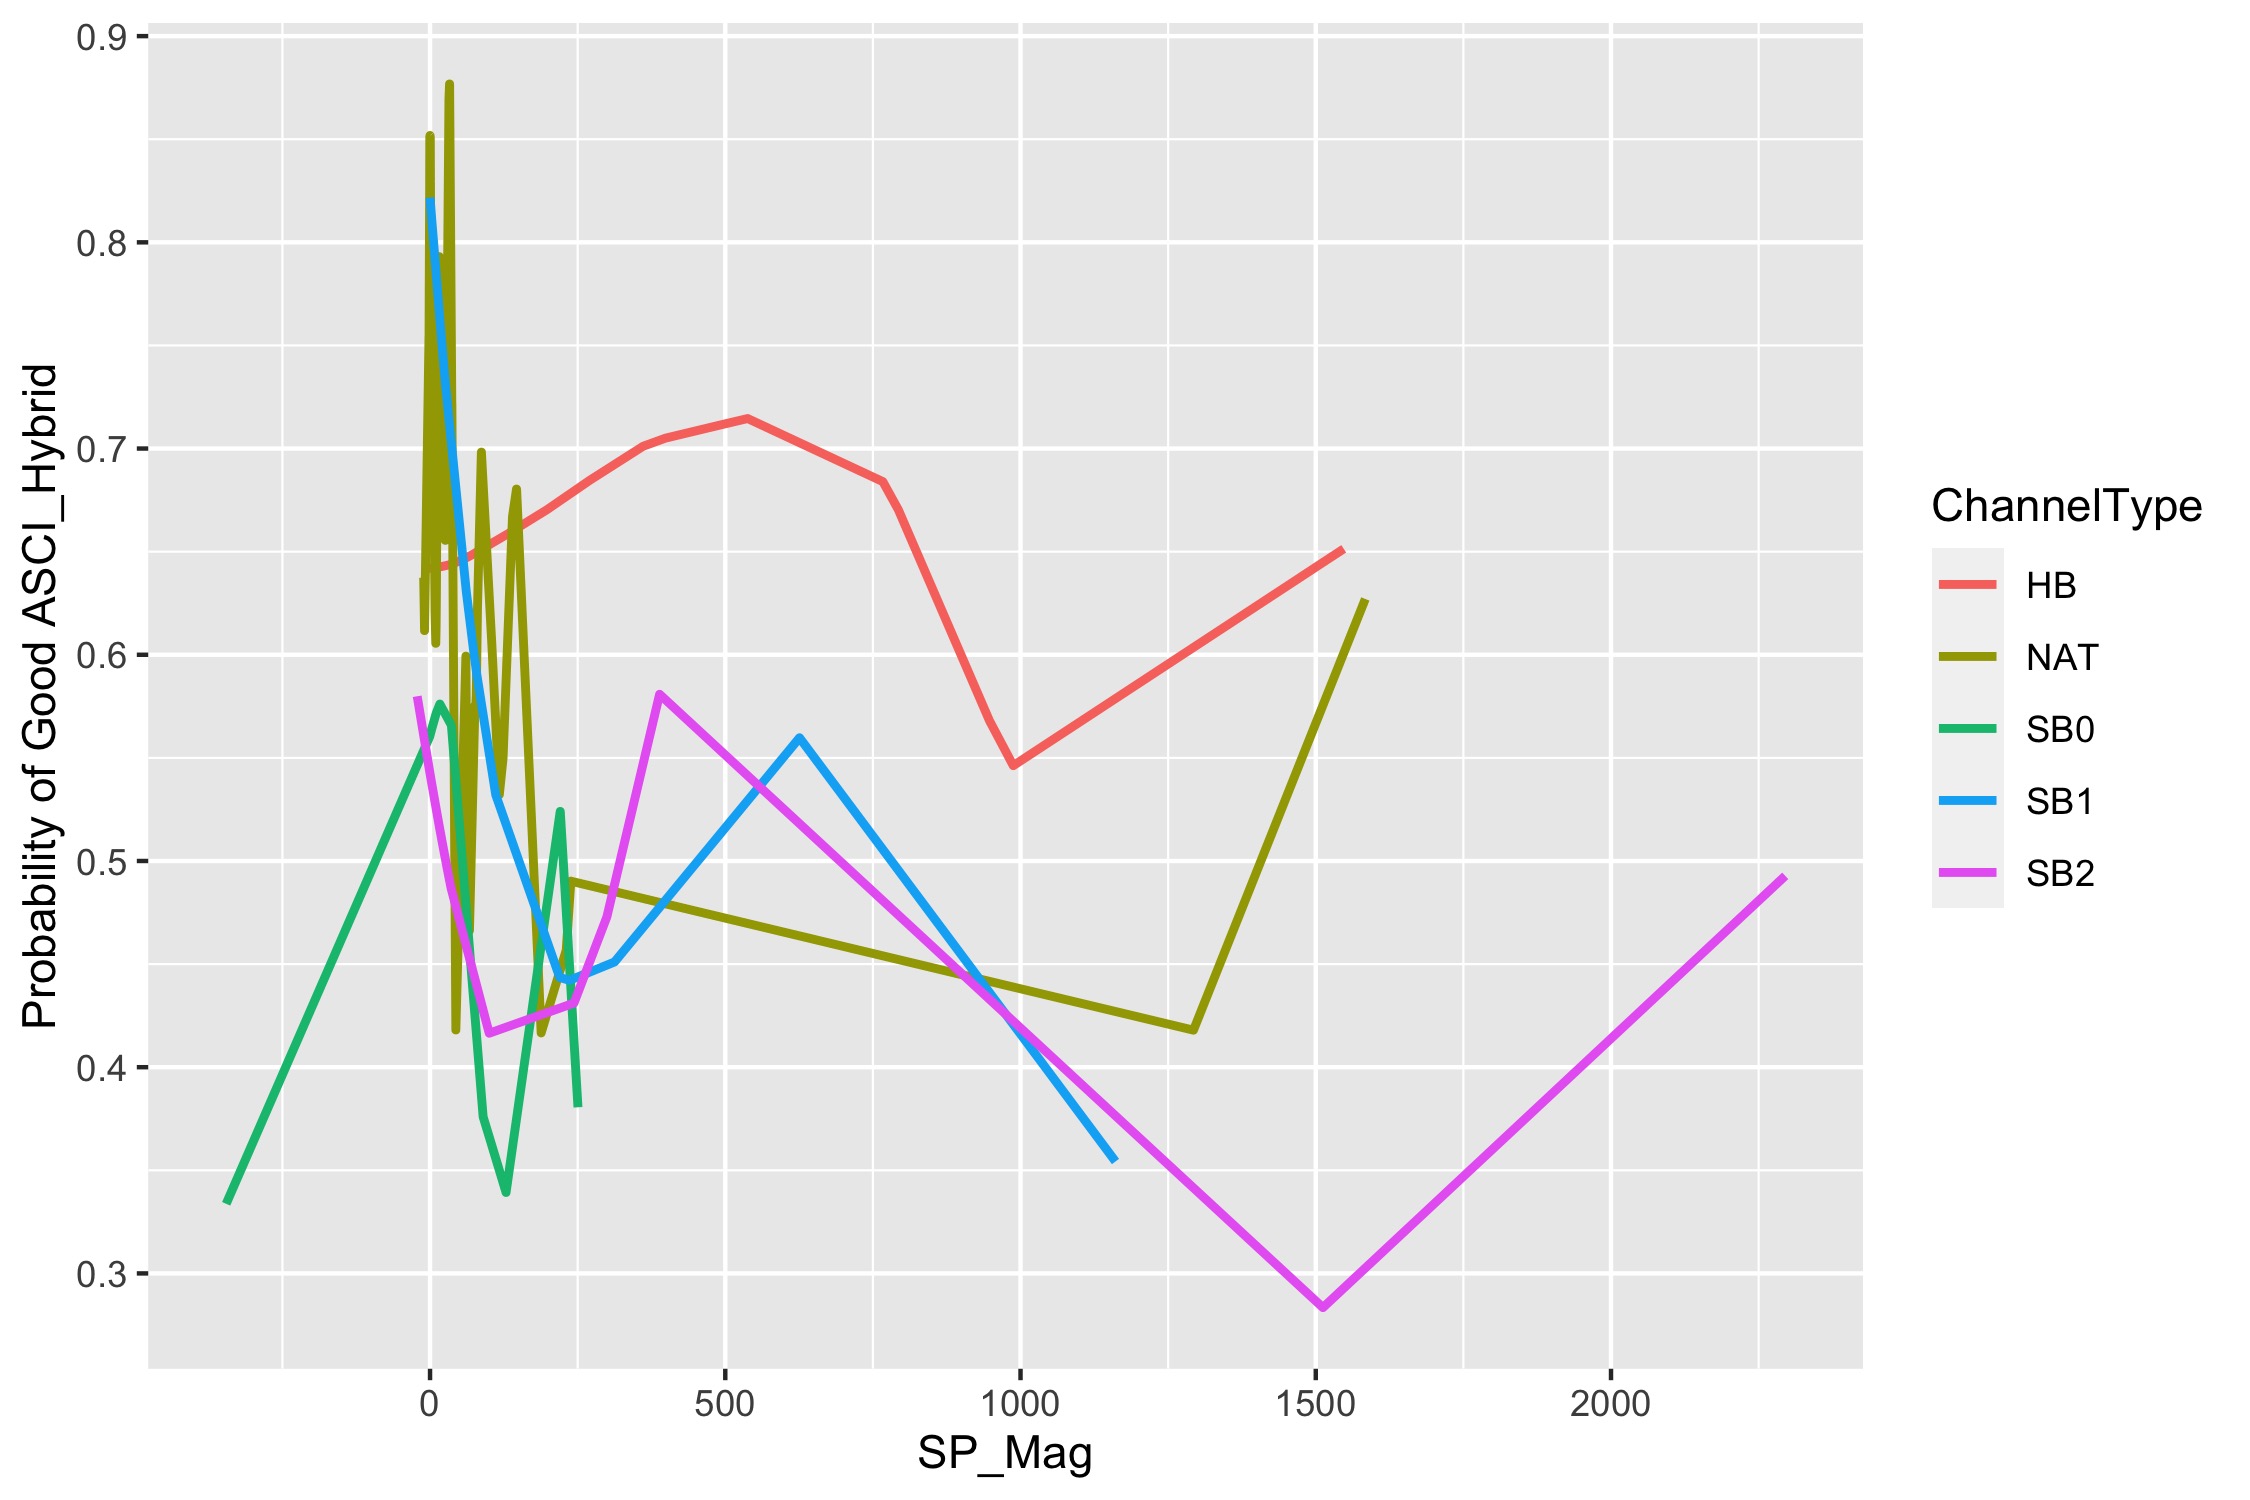 Probability of Good ASCI_Hybrid
0.9
0.8
0.7
0.6
0.5
0.4
0.3
0 500 1000 1500 2000
SP_Mag
ChannelType
HB
NAT
SB0
SB1
SB2